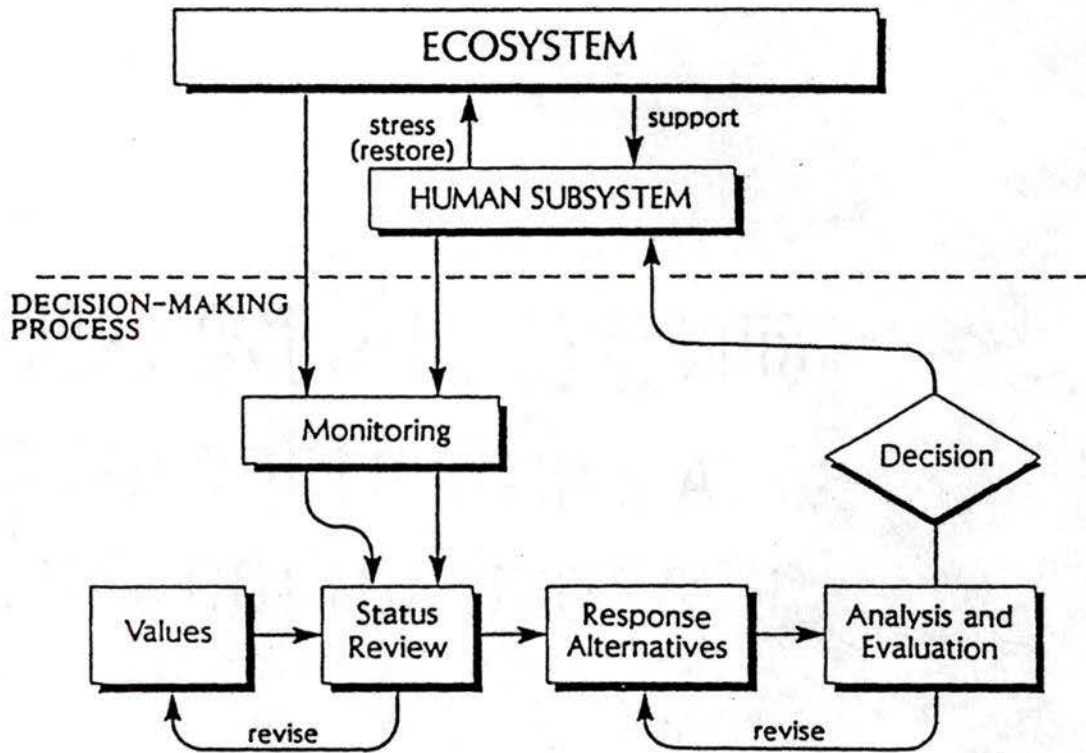 ECOSYSTEM
stress
(restore)
support
HUMAN SUBSYSTEM
DECISION-MAKING
PROCESS
Monitoring
Decision
Values
Status
Review
Response
Alternatives
Analysis and
Evaluation
revise
revise